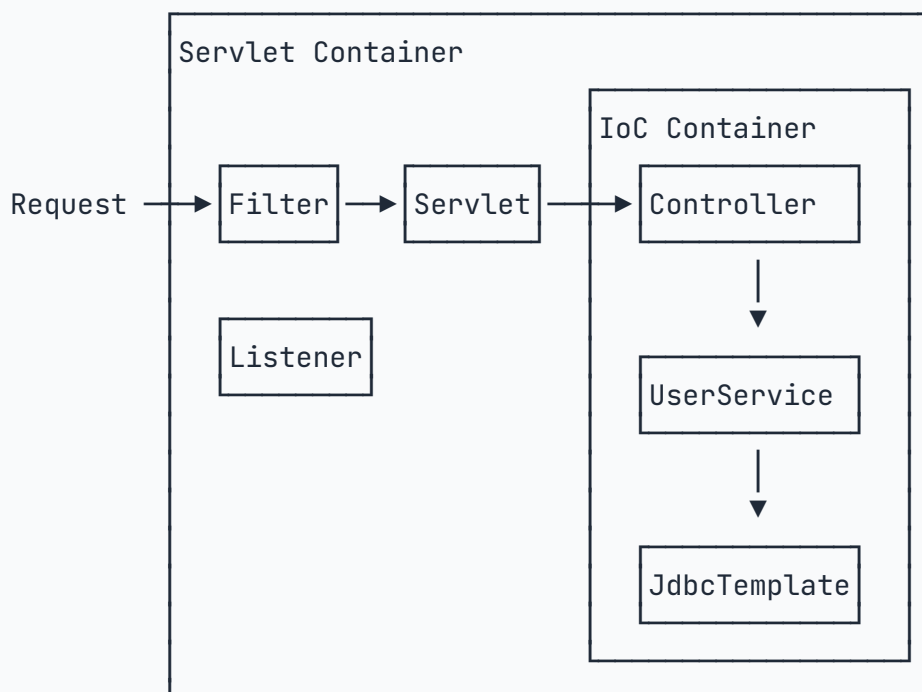 Servlet Container
IoC Container
Request
Filter
Servlet
Controller
Listener
UserService
JdbcTemplate